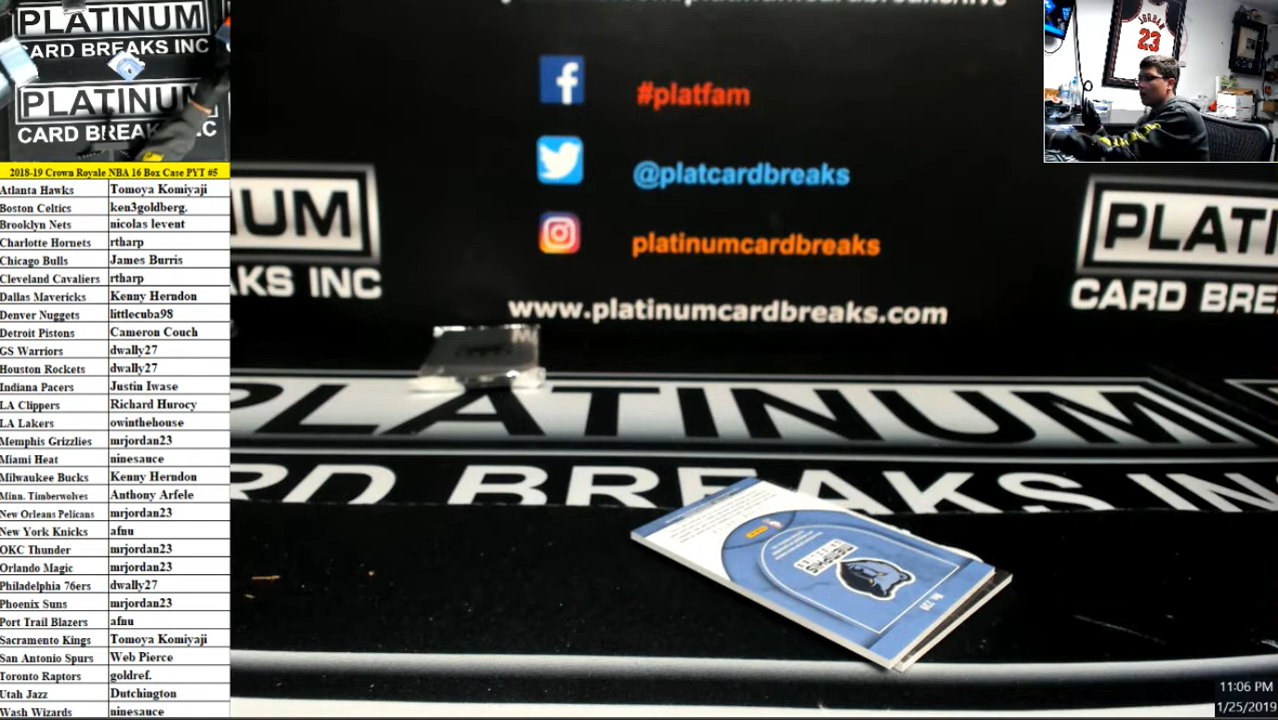 PLATINUM
CARD BREAKS INC
PLATINUM
CARD BREAK
2018-19 Crown Royale NBA 16 Box Case PYT #5
Atlanta Hawks Tomoya Komiyaji
Boston Celtics ken3goldberg.
Brooklyn Nets nicolas levent
Charlotte Hornets rtharp
Chicago Bulls James Burris
Cleveland Cavaliers rtharp
Dallas Mavericks Kenny Herndon
Denver Nuggets littlecuba98
Detroit Pistons Cameron Couch
GS Warriors dwally27
Houston Rockets dwally27
Indiana Pacers Justin Iwase
LA Clippers Richard Hurocy
LA Lakers owinthehouse
Memphis Grizzlies mrjordan23
Miami Heat ninesauce
Milwaukee Bucks Kenny Herndon
Minn. Timberwolves Anthony Arfele
New Orleans Pelicans mrjordan23
New York Knicks afnu
OKC Thunder mrjordan23
Orlando Magic mrjordan23
Philadelphia 76ers dwally27
Phoenix Suns mrjordan23
Port Trail Blazers afnu
Sacramento Kings Tomoya Komiyaji
San Antonio Spurs Web Pierce
Toronto Raptors goldref.
Utah Jazz Dutchington
Wash Wizards ninesauce
#platfam
@platcardbreaks
platinumcardbreaks
www.platinumcardbreaks.com
NUM
KS INC
PLATI
CARD BRE
PLATINUM
RD BREAKS IN
JORDAN
23
11:06 PM
1/25/2019